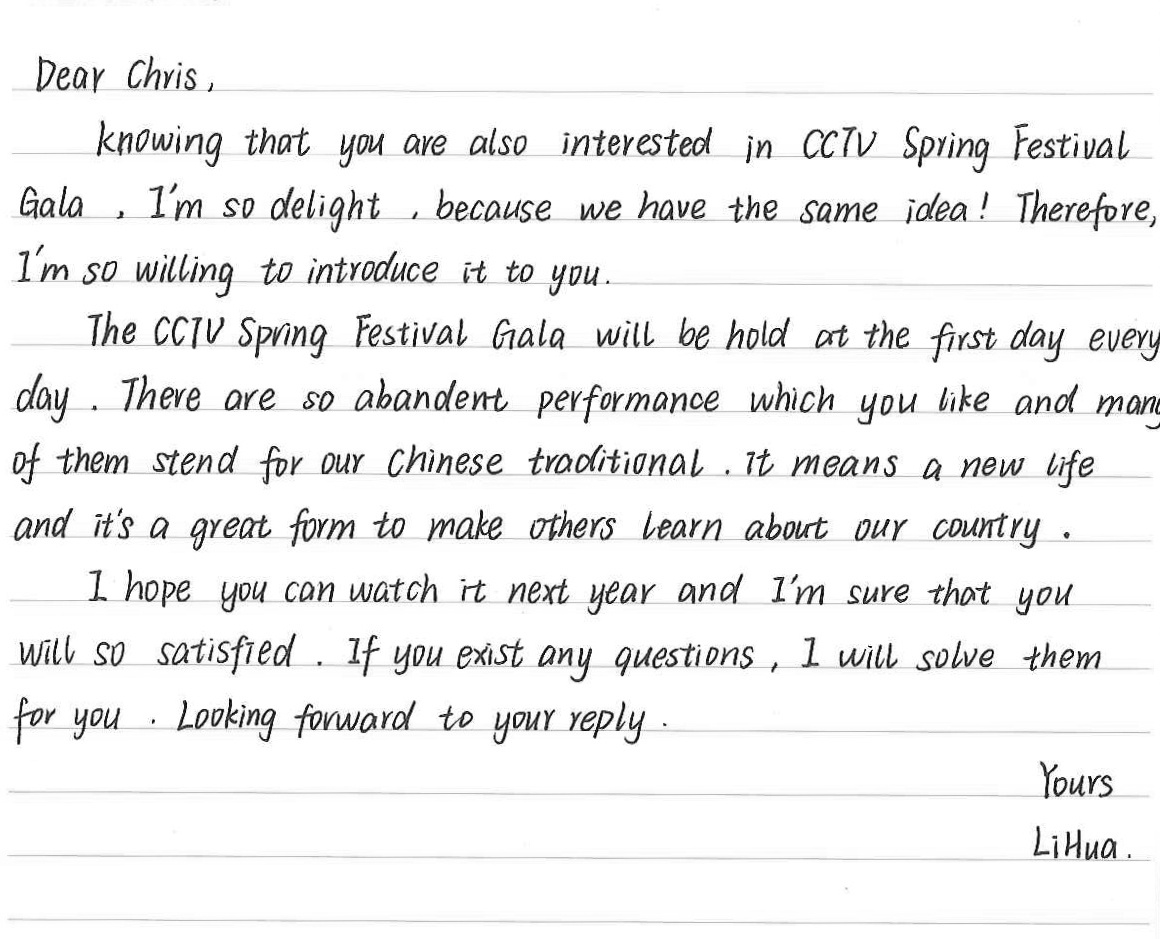 Dear Chris,
knowing that you are also interested in CCTV Spring Festival
Gala , I'm so delight , because we have the same idea! Therefore,
I'm so willing to introduce it to you.
The CCTV Spring Festival Gala will be hold at the first day every
day . There are so abandent performance which you like and many
of them stend for our Chinese traditional . It means a new life
and it's a great form to make others learn about our country .
I hope you can watch it next year and I'm sure that you
will so satisfied . If you exist any questions , I will solve them
for you . Looking forward to your reply .
Yours
LiHua .